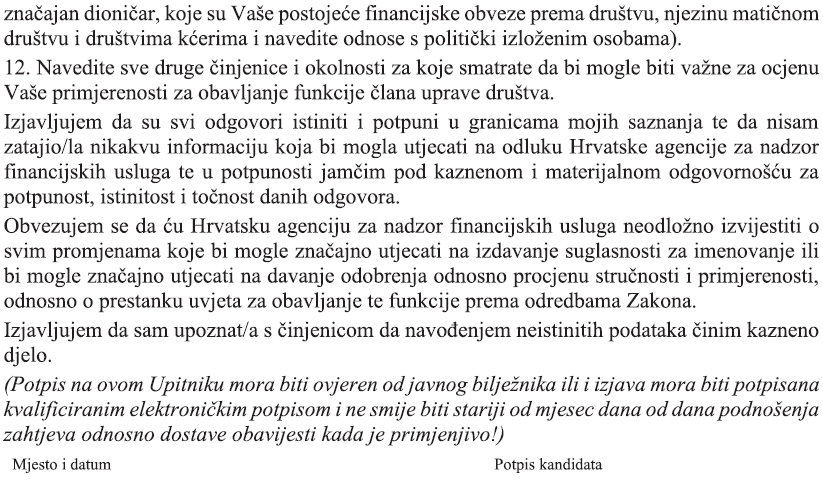 značajan dioničar, koje su Vaše postojeće financijske obveze prema društvu, njezinu matičnom
društvu i društvima kćerima i navedite odnose s politički izloženim osobama).
12. Navedite sve druge činjenice i okolnosti za koje smatrate da bi mogle biti važne za ocjenu
Vaše primjerenosti za obavljanje funkcije člana uprave društva.
Izjavljujem da su svi odgovori istiniti i potpuni u granicama mojih saznanja te da nisam
zatajio/la nikakvu informaciju koja bi mogla utjecati na odluku Hrvatske agencije za nadzor
financijskih usluga te u potpunosti jamčim pod kaznenom i materijalnom odgovornošću za
potpunost, istinitost i točnost danih odgovora.
Obvezujem se da ću Hrvatsku agenciju za nadzor financijskih usluga neodložno izvijestiti o
svim promjenama koje bi mogle značajno utjecati na izdavanje suglasnosti za imenovanje ili
bi mogle značajno utjecati na davanje odobrenja odnosno procjenu stručnosti i primjerenosti,
odnosno o prestanku uvjeta za obavljanje te funkcije prema odredbama Zakona.
Izjavljujem da sam upoznat/a s činjenicom da navođenjem neistinitih podataka činim kazneno
djelo.
(Potpis na ovom Upitniku mora biti ovjeren od javnog bilježnika ili i izjava mora biti potpisana
kvalificiranim elektroničkim potpisom i ne smije biti stariji od mjesec dana od dana podnošenja
zahtjeva odnosno dostave obavijesti kada je primjenjivo!)
Mjesto i datum Potpis kandidata